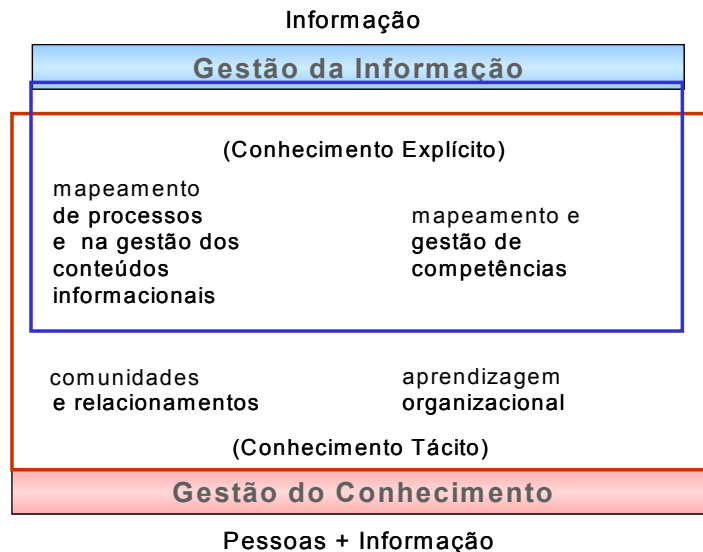 Informação
Gestão da Informação
(Conhecimento Explícito)
mapeamento
de processos
e na gestão dos
conteúdos
informacionais
mapeamento e
gestão de
competências
comunidades
e relacionamentos
aprendizagem
organizacional
(Conhecimento Tácito)
Gestão do Conhecimento
Pessoas + Informação